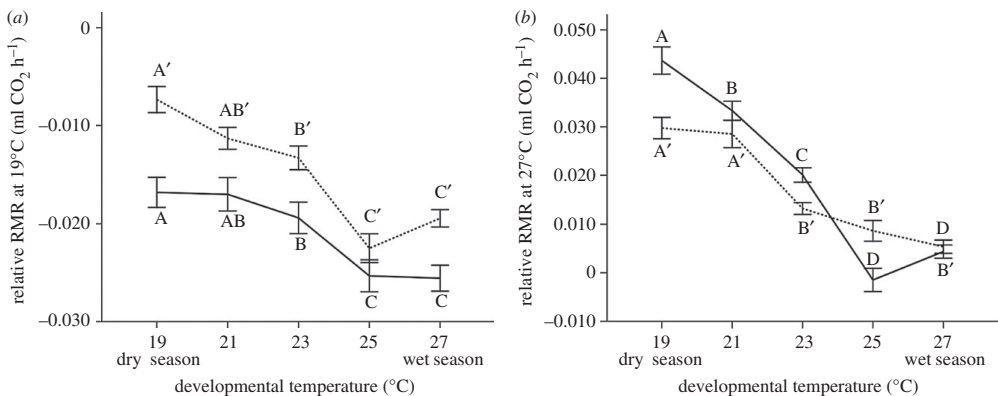 (a)
0
–0.010
–0.020
–0.030
relative RMR at 19°C (ml CO2 h–1)
A′
AB′
B′
C′
C′
A
AB
B
C
C
19
21
23
25
27
dry season
wet season
developmental temperature (°C)
(b)
0.050
0.040
0.030
0.020
0.010
0
–0.010
relative RMR at 27°C (ml CO2 h–1)
A
B
C
D
D
A′
A′
B′
B′
B′
19
21
23
25
27
dry season
wet season
developmental temperature (°C)